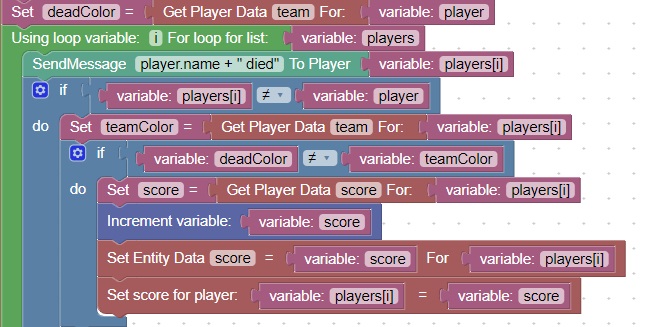 Set deadColor = Get Player Data team For: variable: player
Using loop variable: i For loop for list: variable: players
SendMessage player.name + " died" To Player variable: players[i]
if variable: players[i] ≠ variable: player
do Set teamColor = Get Player Data team For: variable: players[i]
if variable: deadColor ≠ variable: teamColor
do Set score = Get Player Data score For: variable: players[i]
Increment variable: variable: score
Set Entity Data score = variable: score For variable: players[i]
Set score for player: variable: players[i] = variable: score